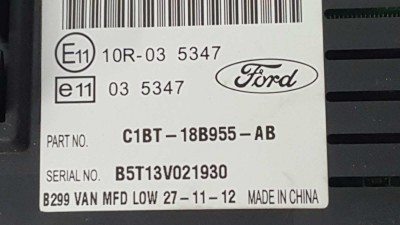 E11 10R-03 5347
Ford
e11 03 5347
PART NO. C1BT-18B955-AB
SERIAL NO. B5T13V021930
B299 VAN MFD LOW 27-11-12 MADE IN CHINA